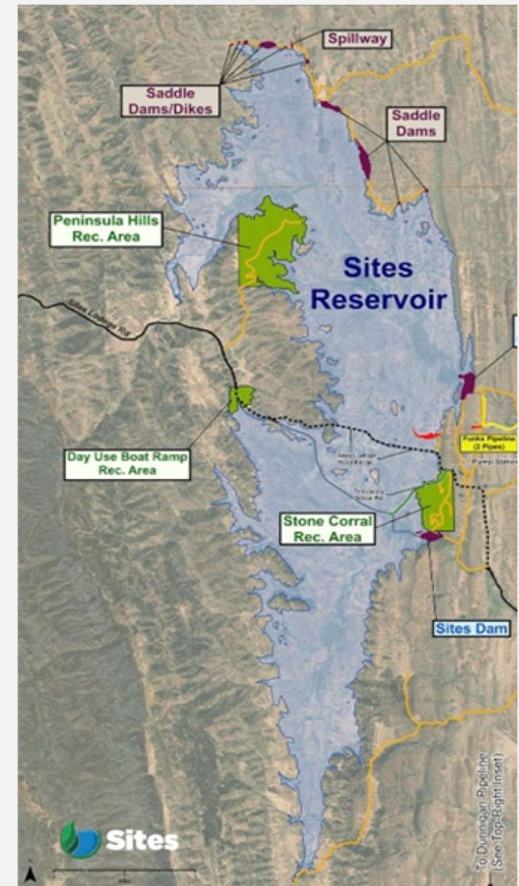 Spillway
Saddle
Dams/Dikes
Saddle
Dams
Peninsula Hills
Rec. Area
Sites
Reservoir
Sites Lodoga Rd
Funks Pipeline
(2 Pipes)
Day Use Boat Ramp
Rec. Area
Stone Corral
Rec. Area
Sites Dam
To Dunnigan Pipeline
(See Top-Right Inset)
Sites